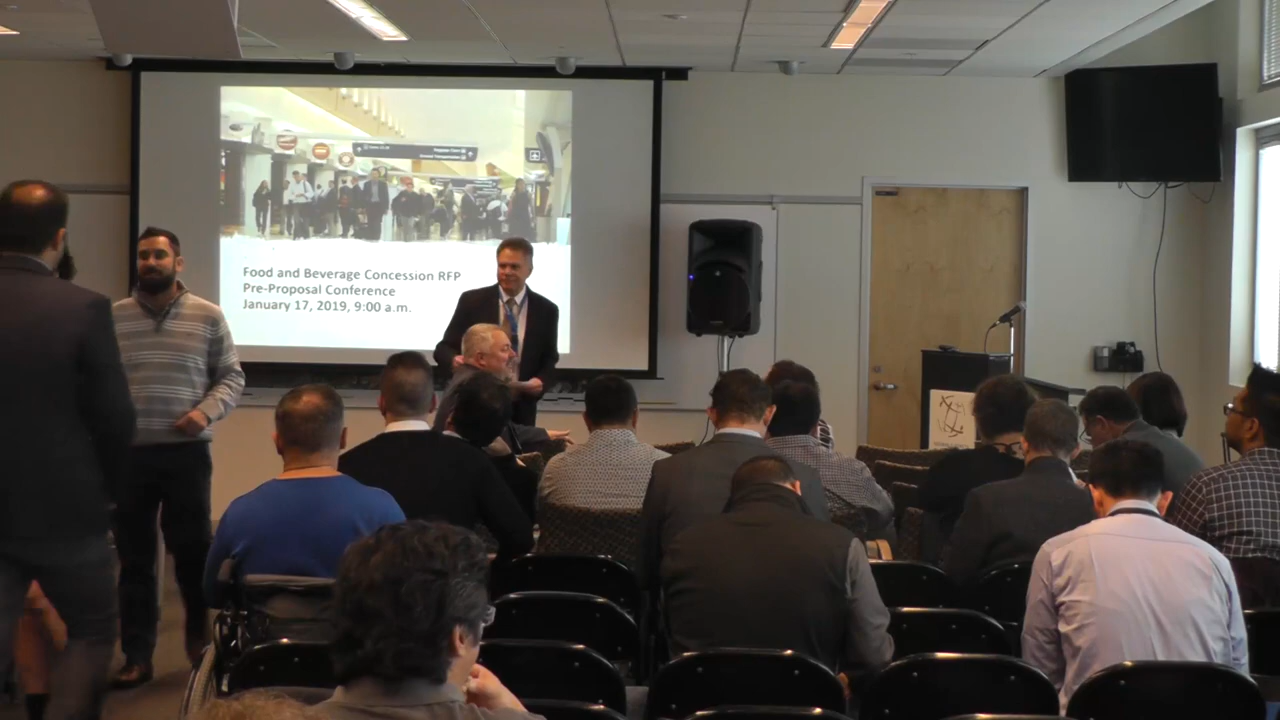 Food and Beverage Concession RFP
Pre-Proposal Conference
January 17, 2019, 9:00 a.m.